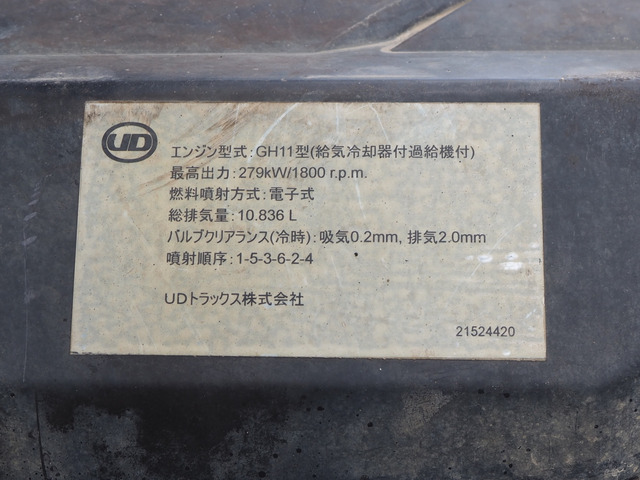 UD
エンジン型式:GH11型(給気冷却器付過給機付)
最高出力:279kW/1800 r.p.m.
燃料噴射方式:電子式
総排気量:10.836 L
バルブクリアランス(冷時):吸気0.2mm, 排気2.0mm
噴射順序:1-5-3-6-2-4
UDトラックス株式会社
21524420